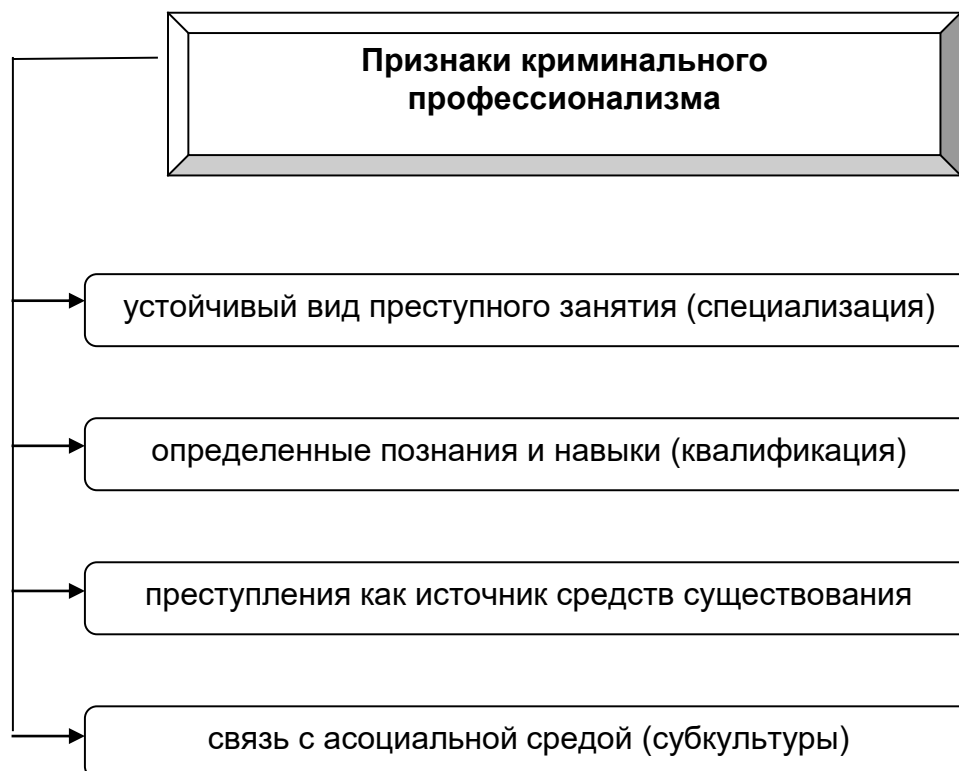 Признаки криминального
профессионализма
устойчивый вид преступного занятия (специализация)
определенные познания и навыки (квалификация)
преступления как источник средств существования
связь с асоциальной средой (субкультуры)